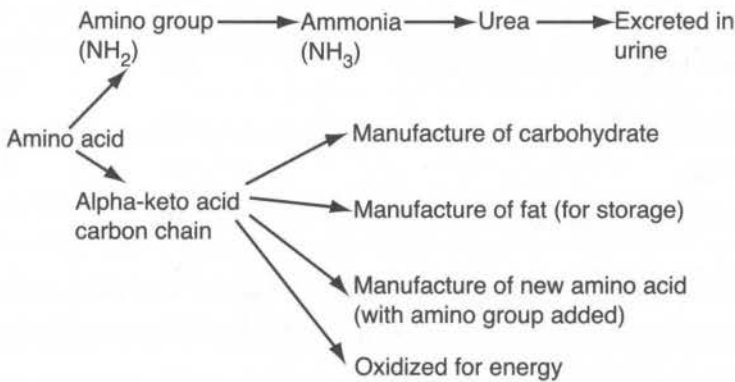 Amino group Ammonia Urea Excreted in
(NH2) (NH3) urine
Amino acid
Manufacture of carbohydrate
Alpha-keto acid
carbon chain
Manufacture of fat (for storage)
Manufacture of new amino acid
(with amino group added)
Oxidized for energy